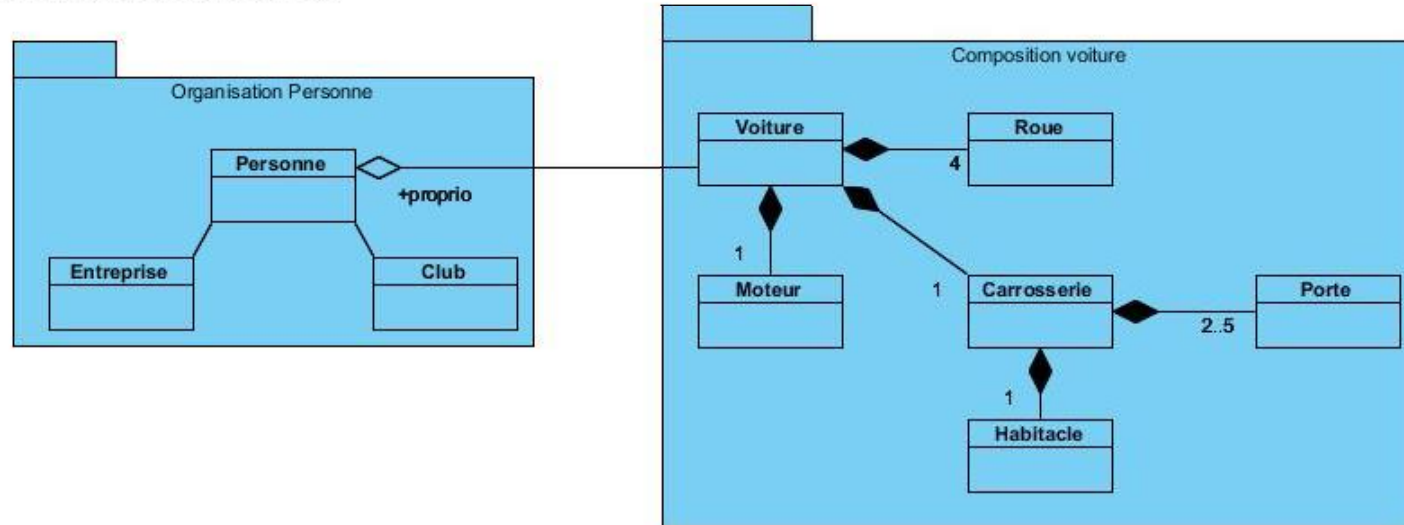 Organisation Personne
Personne
+proprio
Entreprise
Club
Composition voiture
Voiture
Roue
4
1
Moteur
1
Carrosserie
Porte
2..5
1
Habitacle